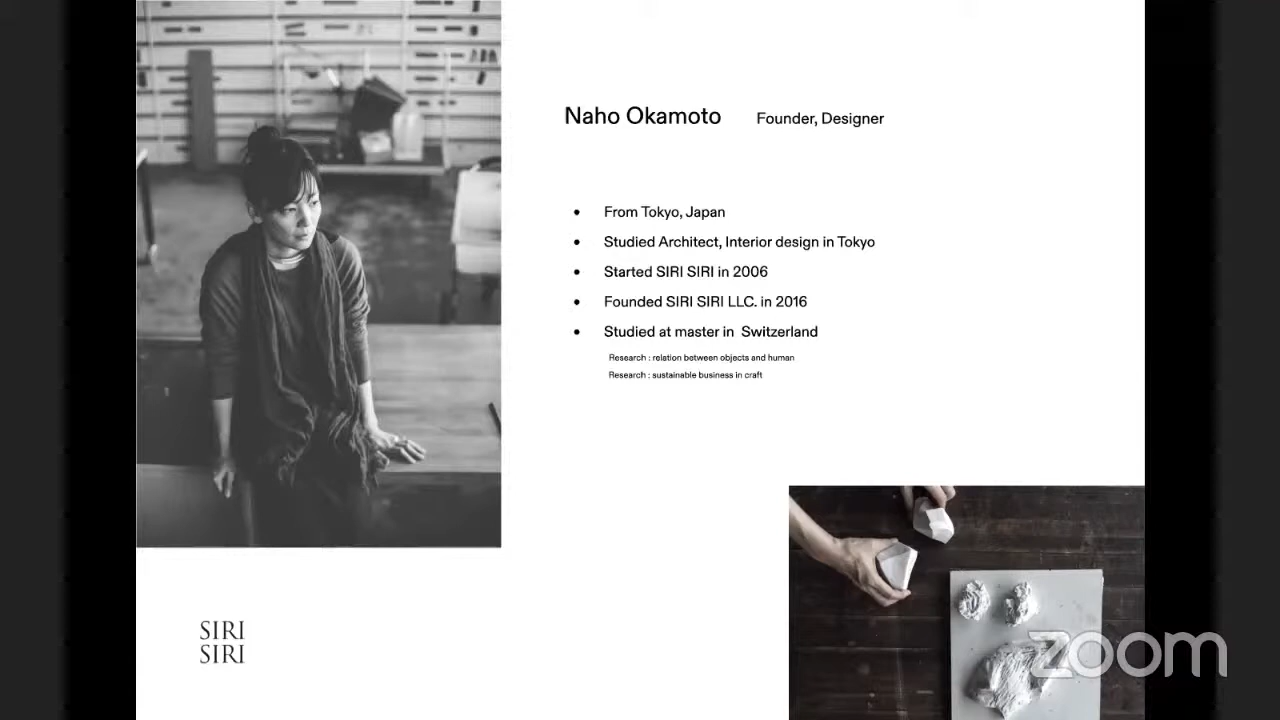 Naho Okamoto Founder, Designer
• From Tokyo, Japan
• Studied Architect, Interior design in Tokyo
• Started SIRI SIRI in 2006
• Founded SIRI SIRI LLC. in 2016
• Studied at master in Switzerland
Research : relation between objects and human
Research : sustainable business in craft
SIRI
SIRI
zoom